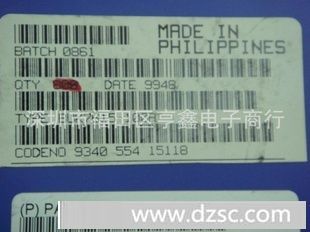 MADE IN
PHILIPPINES
BATCH 0861
QTY DATE 9948
深圳市福田区亨鑫电子商行
CODENO 9340 554 15118
(P) PA
www.dzsc.com